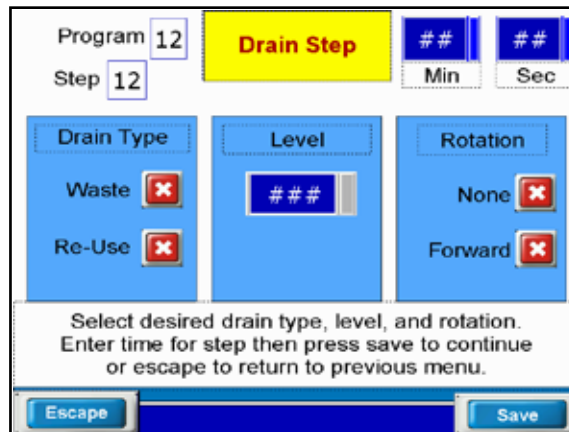 Program 12
Drain Step
## ##
Min Sec
Step 12
Drain Type
Level
Rotation
Waste
###
None
Re-Use
Forward
Select desired drain type, level, and rotation.
Enter time for step then press save to continue
or escape to return to previous menu.
Escape
Save